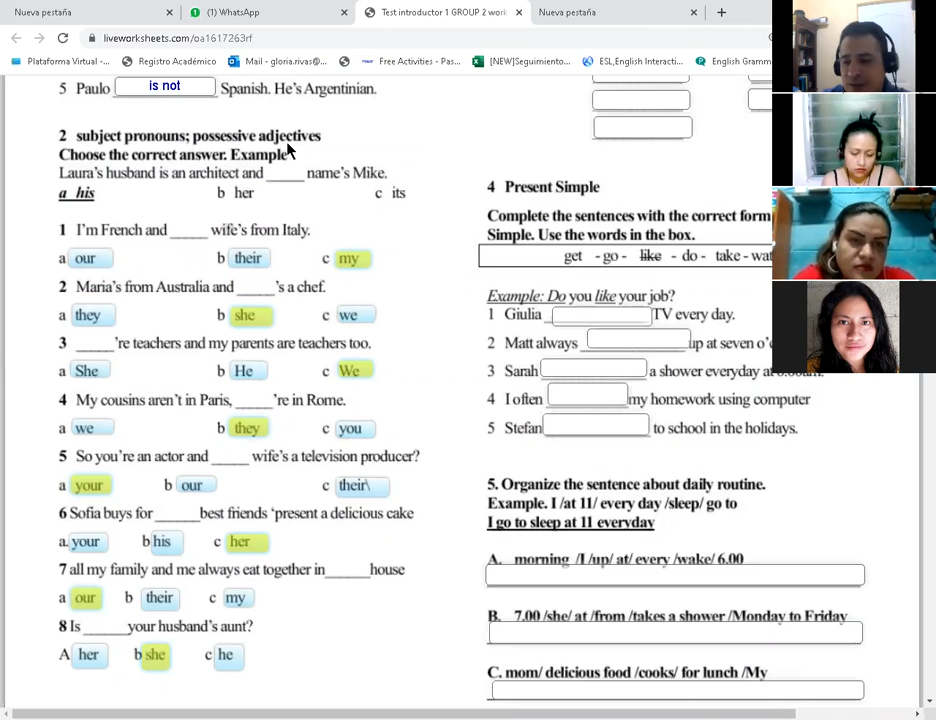 Nueva pestaña
(1) WhatsApp
Test introductor 1 GROUP 2 work
Nueva pestaña
liveworksheets.com/oa1617263rf
Plataforma Virtual -...
Registro Académico
Mail - gloria.rivas@...
Free Activities - Pas...
[NEW]Seguimiento...
ESL,English Interacti...
English Gramm
5 Paulo is not Spanish. He's Argentinian.
2 subject pronouns; possessive adjectives
Choose the correct answer. Example
Laura's husband is an architect and _____ name's Mike.
a his b her c its
1 I'm French and _____ wife's from Italy.
a our b their c my
2 Maria's from Australia and _____'s a chef.
a they b she c we
3 _____'re teachers and my parents are teachers too.
a She b He c We
4 My cousins aren't in Paris, _____'re in Rome.
a we b they c you
5 So you're an actor and _____ wife's a television producer?
a your b our c their\
6 Sofia buys for ______best friends 'present a delicious cake
a. your b his c her
7 all my family and me always eat together in______house
a our b their c my
8 Is ______your husband's aunt?
A her b she c he
4 Present Simple
Complete the sentences with the correct form
Simple. Use the words in the box.
get - go - like - do - take - wat
Example: Do you like your job?
1 Giulia TV every day.
2 Matt always up at seven o'
3 Sarah a shower everyday at
4 I often my homework using computer
5 Stefan to school in the holidays.
5. Organize the sentence about daily routine.
Example. I /at 11/ every day /sleep/ go to
I go to sleep at 11 everyday
A. morning /I /up/ at/ every /wake/ 6.00
B. 7.00 /she/ at /from /takes a shower /Monday to Friday
C. mom/ delicious food /cooks/ for lunch /My